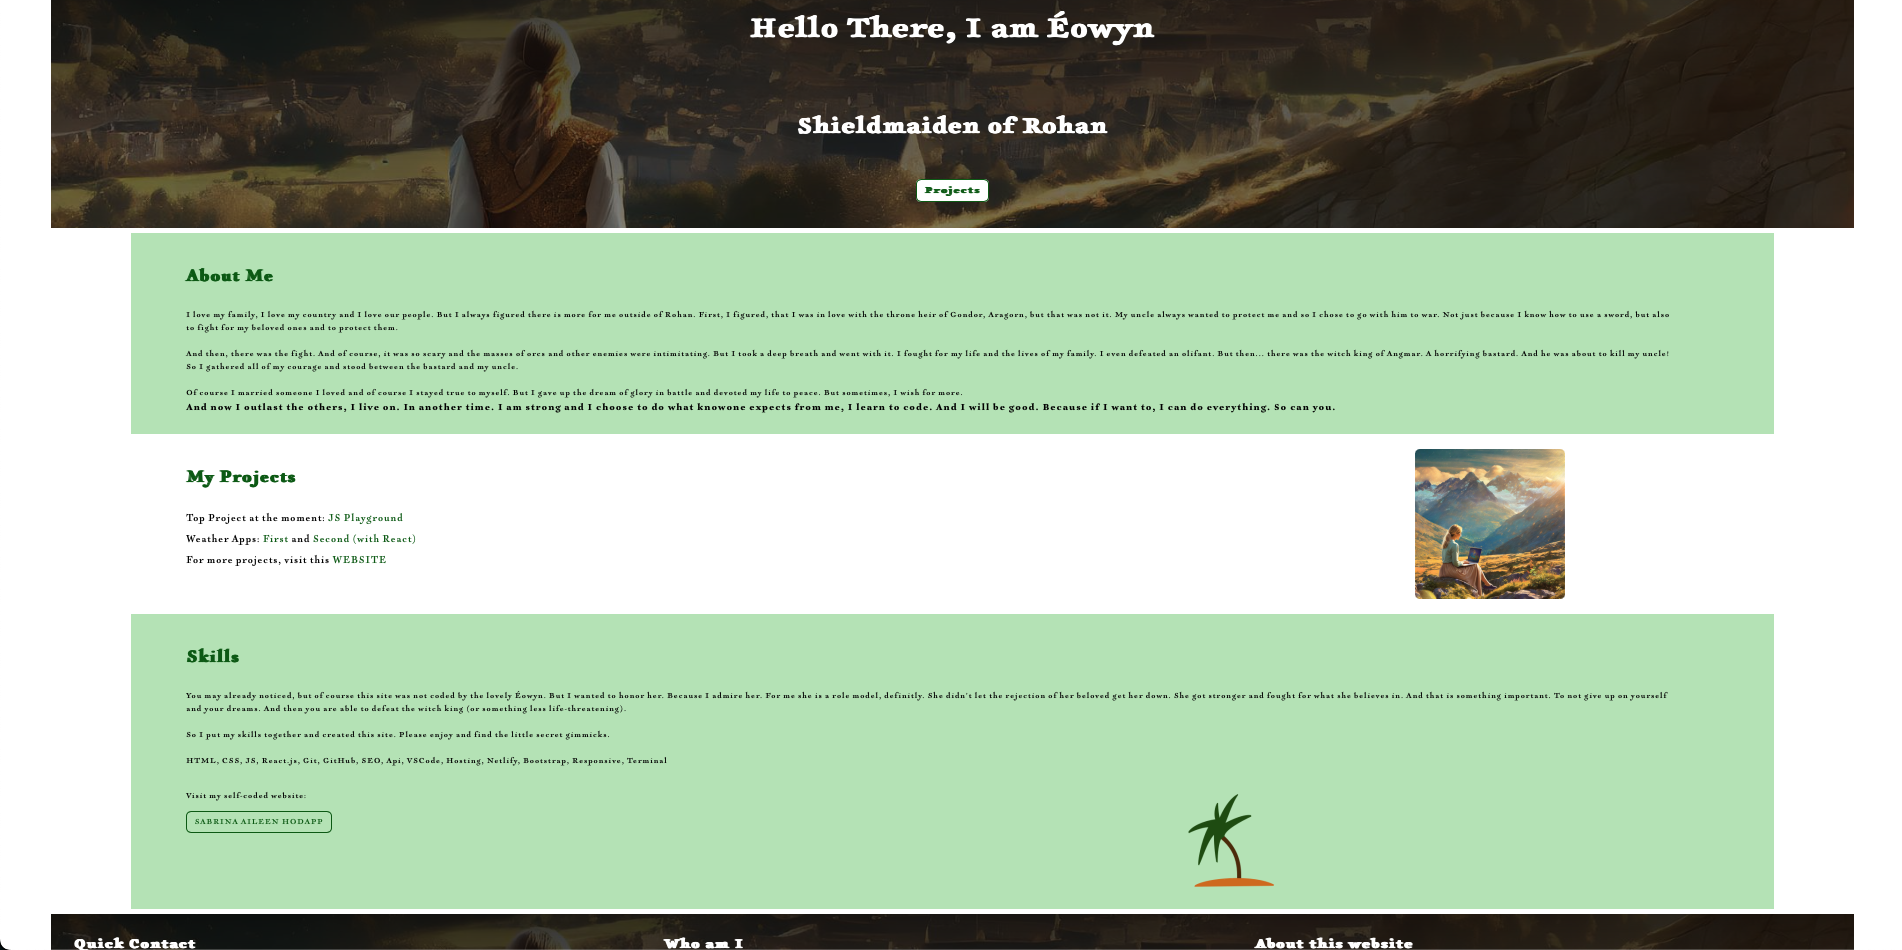 Hello There, I am Éowyn
Shieldmaiden of Rohan
Projects
About Me
I love my family, I love my country and I love our people. But I always figured there is more for me outside of Rohan. First, I figured, that I was in love with the throne heir of Gondor, Aragorn, but that was not it. My uncle always wanted to protect me and so I chose to go with him to war. Not just because I know how to use a sword, but also
to fight for my beloved ones and to protect them.
And then, there was the fight. And of course, it was so scary and the masses of orcs and other enemies were intimitating. But I took a deep breath and went with it. I fought for my life and the lives of my family. I even defeated an olifant. But then... there was the witch king of Angmar. A horrifying bastard. And he was about to kill my uncle!
So I gathered all of my courage and stood between the bastard and my uncle.
Of course I married someone I loved and of course I stayed true to myself. But I gave up the dream of glory in battle and devoted my life to peace. But sometimes, I wish for more.
And now I outlast the others, I live on. In another time. I am strong and I choose to do what knowone expects from me, I learn to code. And I will be good. Because if I want to, I can do everything. So can you.
My Projects
Top Project at the moment: JS Playground
Weather Apps: First and Second (with React)
For more projects, visit this WEBSITE
Skills
You may already noticed, but of course this site was not coded by the lovely Éowyn. But I wanted to honor her. Because I admire her. For me she is a role model, definitly. She didn't let the rejection of her beloved get her down. She got stronger and fought for what she believes in. And that is something important. To not give up on yourself
and your dreams. And then you are able to defeat the witch king (or something less life-threatening).
So I put my skills together and created this site. Please enjoy and find the little secret gimmicks.
HTML, CSS, JS, React.js, Git, GitHub, SEO, Api, VSCode, Hosting, Netlify, Bootstrap, Responsive, Terminal
Visit my self-coded website:
SABRINA AILEEN HODAPP
Quick Contact
Who am I
About this website